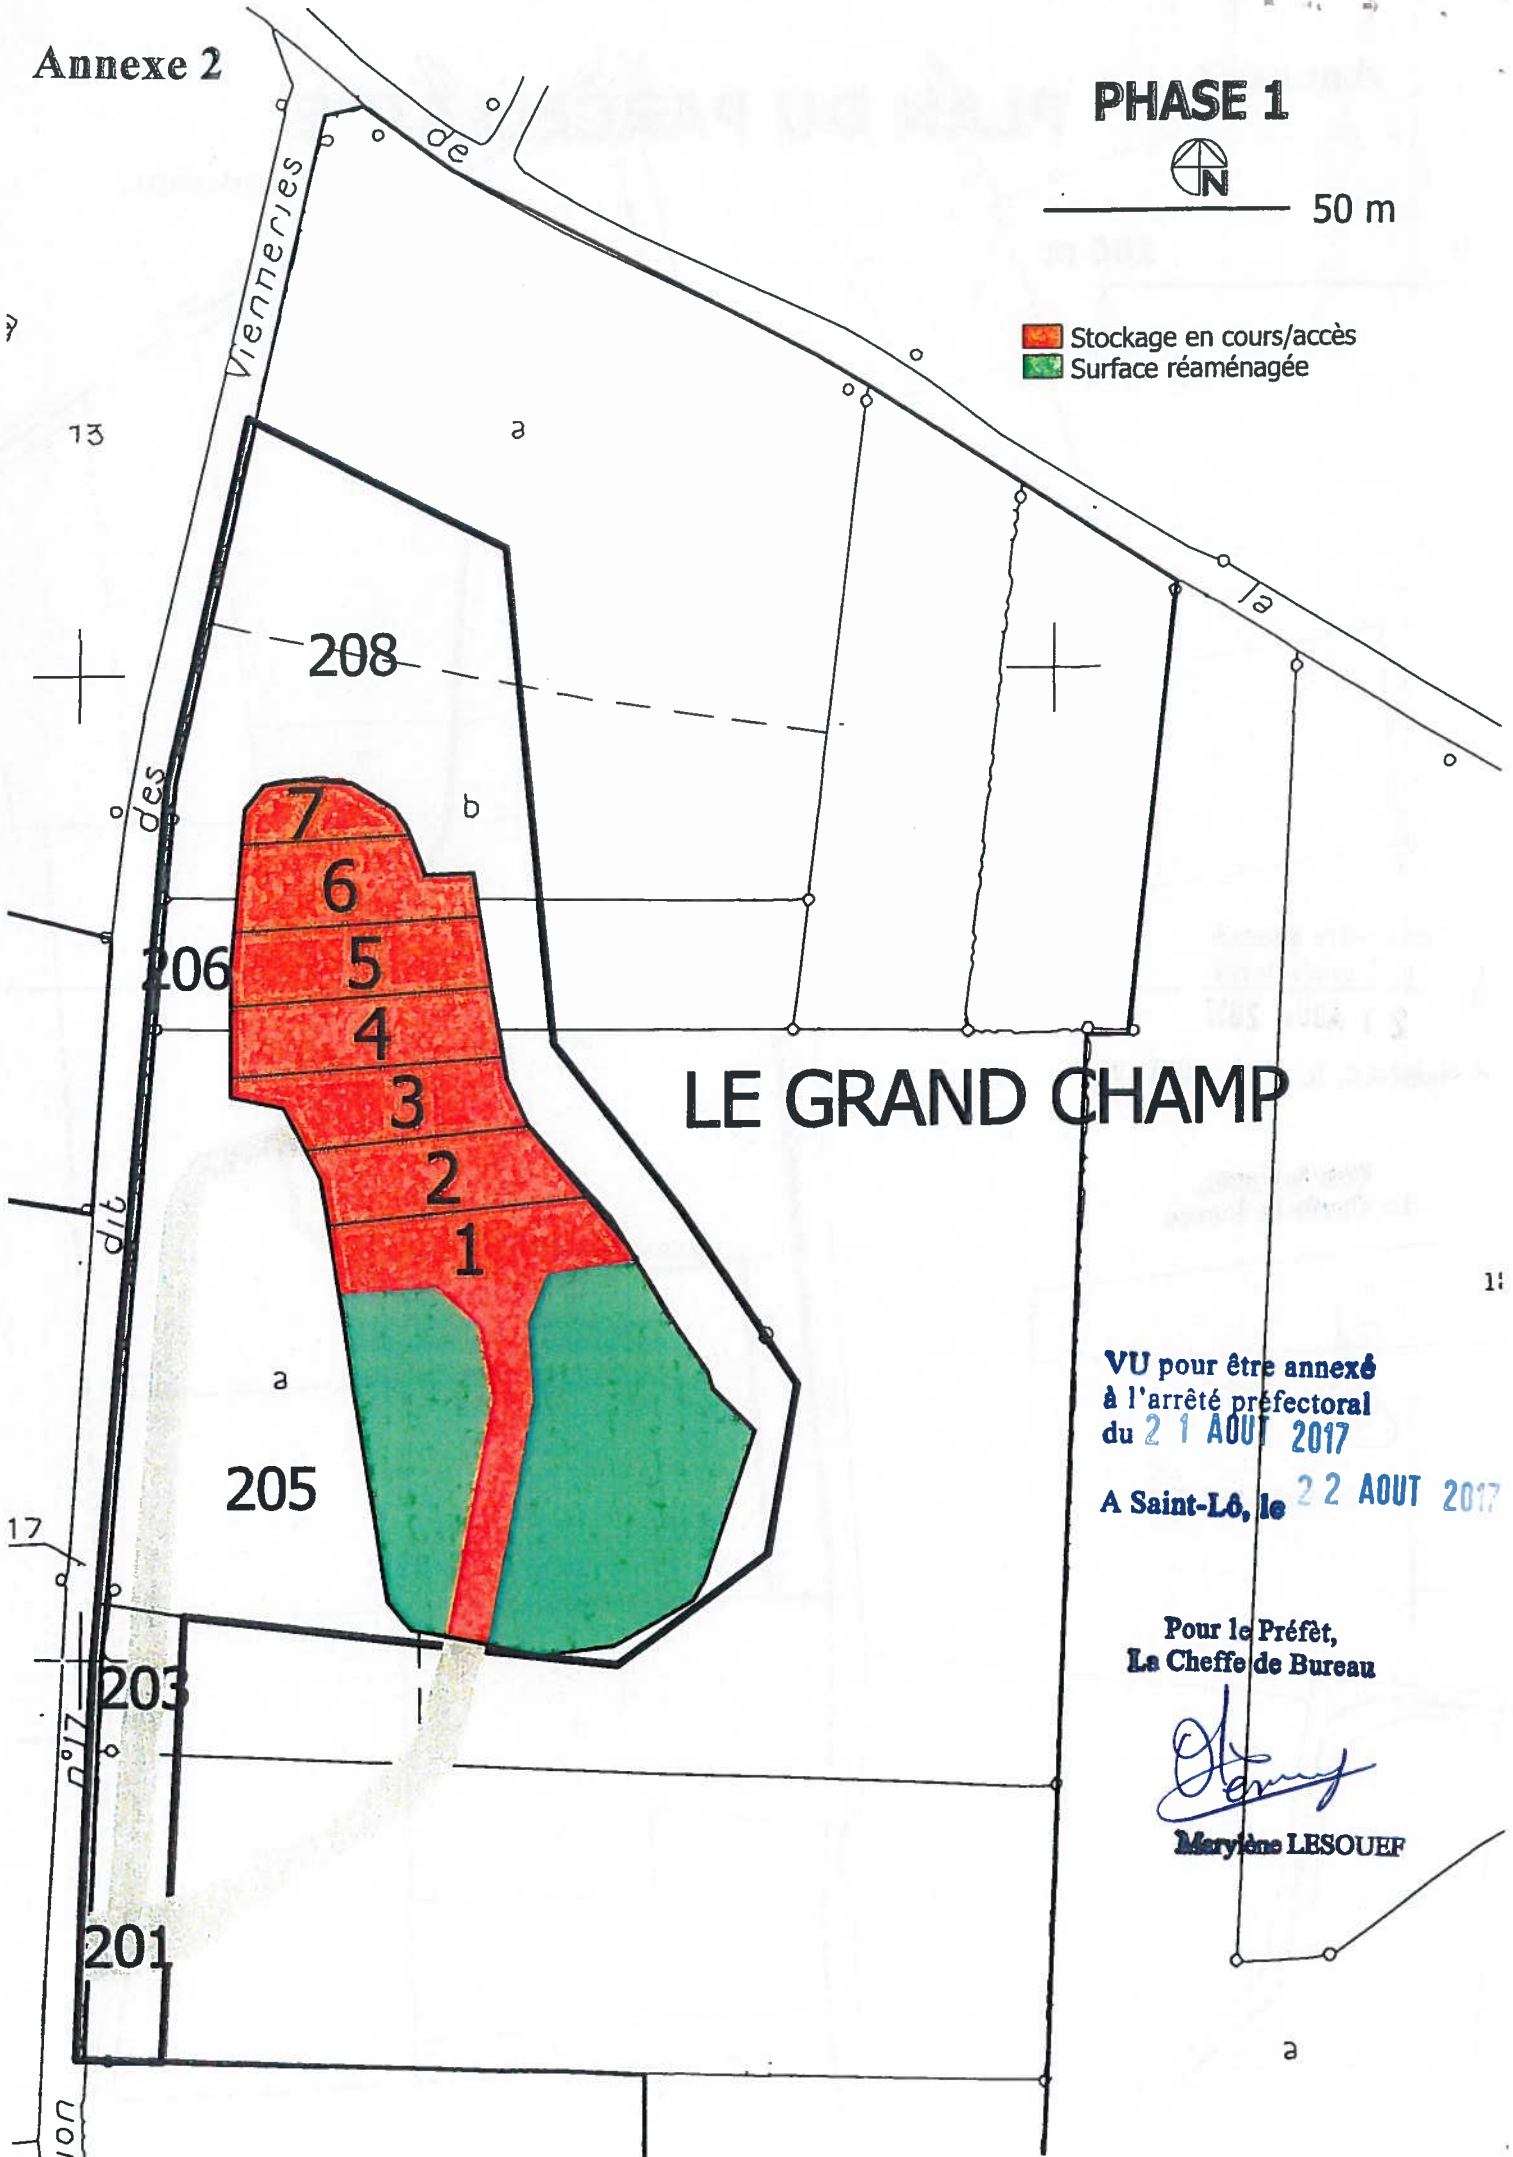 Annexe 2
PHASE 1
N
50 m
Stockage en cours/accès
Surface réaménagée
de
Vienneries
13
a
208
la
des
7
b
6
206
5
4
3
LE GRAND CHAMP
2
dit
1
a
VU pour être annexé
à l'arrêté préfectoral
du 21 AOUT 2017
205
A Saint-Lô, le 22 AOUT 2017
17
Pour le Préfèt,
La Cheffe de Bureau
203
n°17
Marylène LESOUEF
201
a